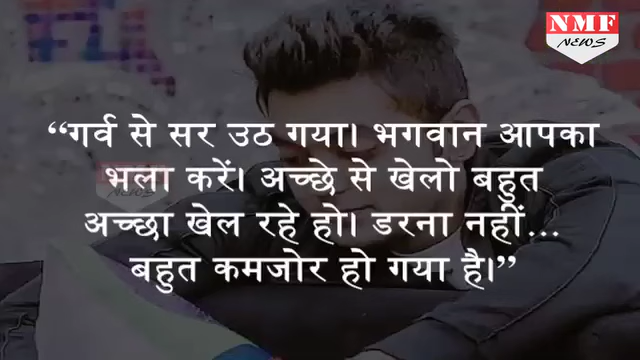 NMF
NEWS
“गर्व से सर उठ गया। भगवान आपका
भला करें। अच्छे से खेलो बहुत
अच्छा खेल रहे हो। डरना नहीं...
बहुत कमजोर हो गया है।”